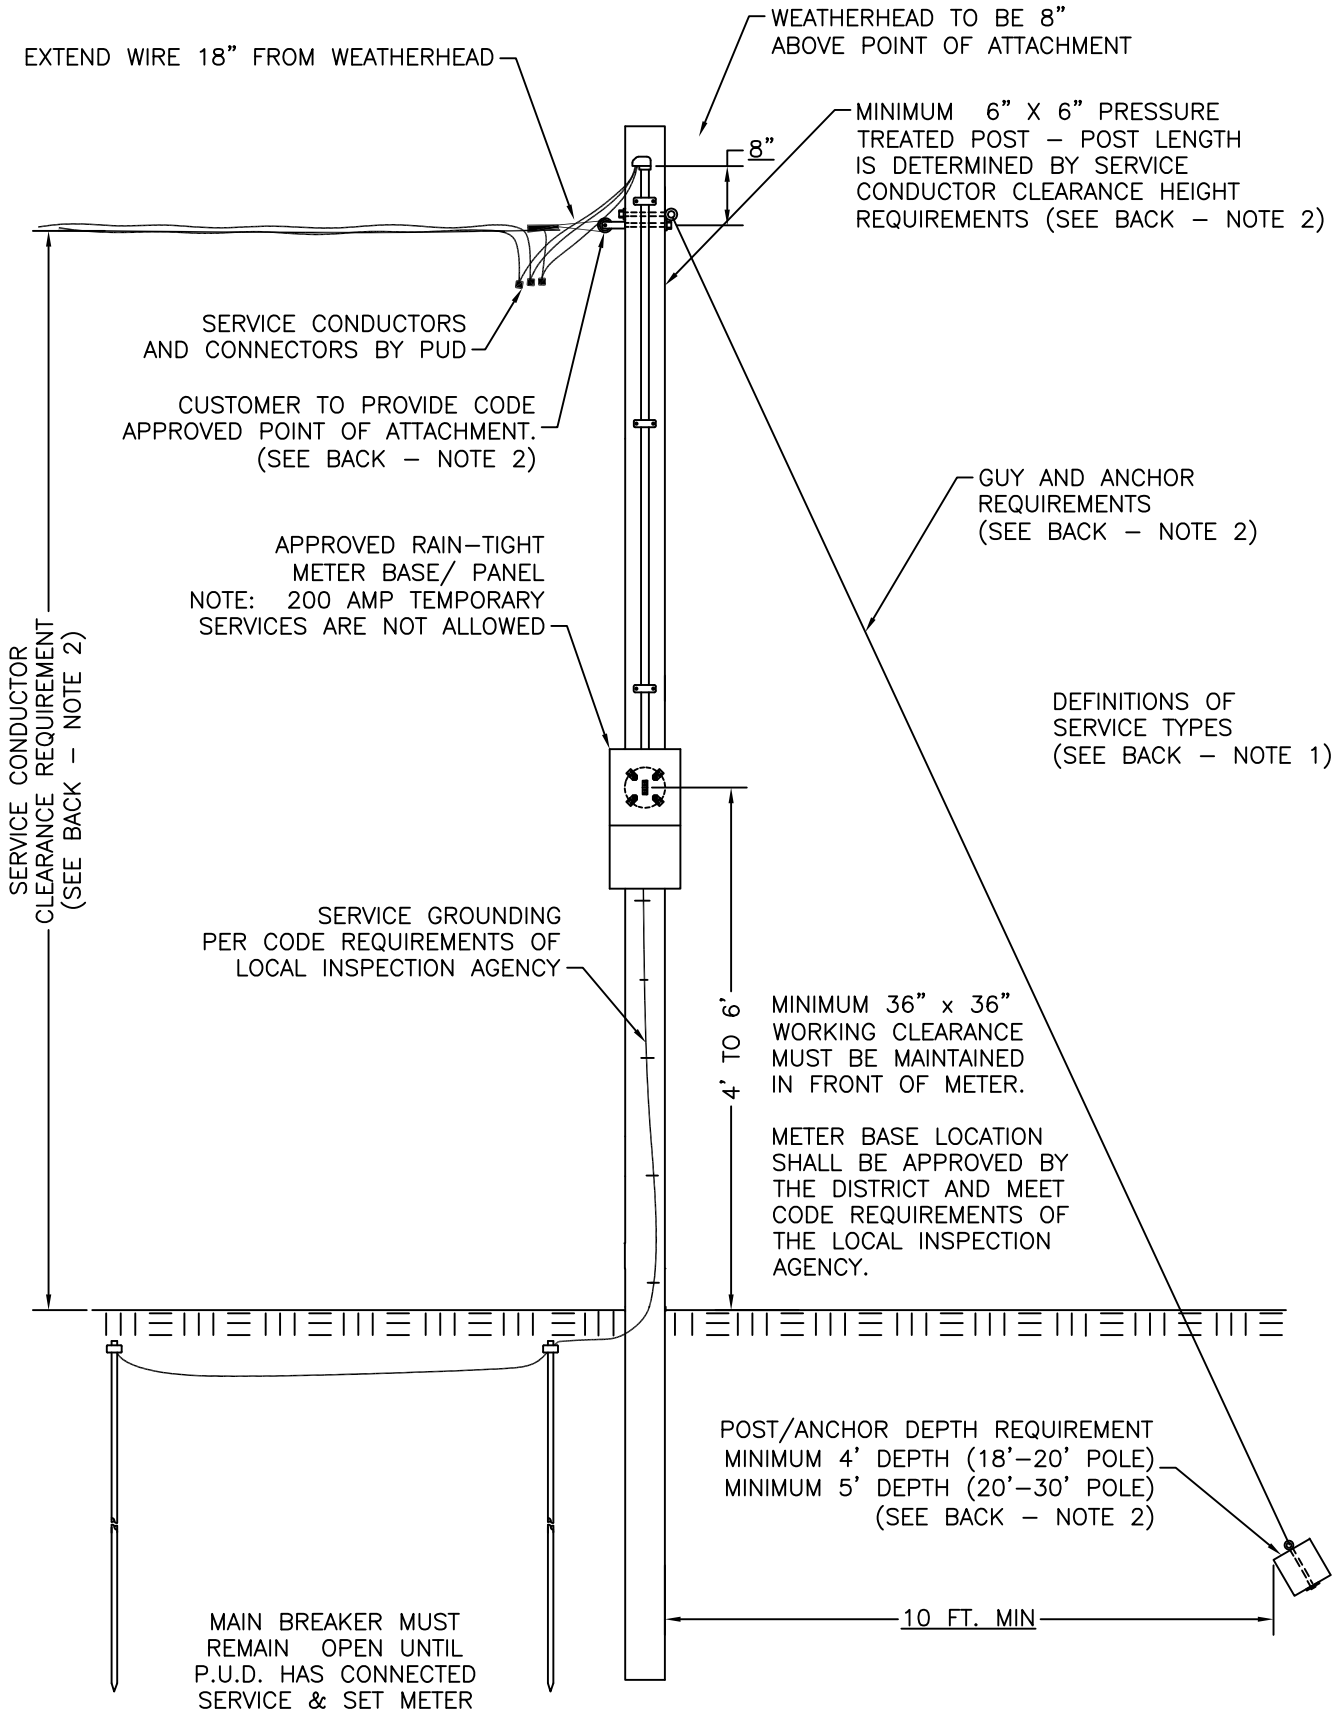 WEATHERHEAD TO BE 8”
ABOVE POINT OF ATTACHMENT
EXTEND WIRE 18” FROM WEATHERHEAD
MINIMUM 6” X 6” PRESSURE
TREATED POST – POST LENGTH
IS DETERMINED BY SERVICE
CONDUCTOR CLEARANCE HEIGHT
REQUIREMENTS (SEE BACK – NOTE 2)
8”
SERVICE CONDUCTORS
AND CONNECTORS BY PUD
CUSTOMER TO PROVIDE CODE
APPROVED POINT OF ATTACHMENT.
(SEE BACK – NOTE 2)
GUY AND ANCHOR
REQUIREMENTS
(SEE BACK – NOTE 2)
APPROVED RAIN–TIGHT
METER BASE/ PANEL
NOTE: 200 AMP TEMPORARY
SERVICES ARE NOT ALLOWED
SERVICE CONDUCTOR
CLEARANCE REQUIREMENT
(SEE BACK – NOTE 2)
DEFINITIONS OF
SERVICE TYPES
(SEE BACK – NOTE 1)
SERVICE GROUNDING
PER CODE REQUIREMENTS OF
LOCAL INSPECTION AGENCY
4’ TO 6’
MINIMUM 36” x 36”
WORKING CLEARANCE
MUST BE MAINTAINED
IN FRONT OF METER.
METER BASE LOCATION
SHALL BE APPROVED BY
THE DISTRICT AND MEET
CODE REQUIREMENTS OF
THE LOCAL INSPECTION
AGENCY.
POST/ANCHOR DEPTH REQUIREMENT
MINIMUM 4’ DEPTH (18’–20’ POLE)
MINIMUM 5’ DEPTH (20’–30’ POLE)
(SEE BACK – NOTE 2)
10 FT. MIN
MAIN BREAKER MUST
REMAIN OPEN UNTIL
P.U.D. HAS CONNECTED
SERVICE & SET METER